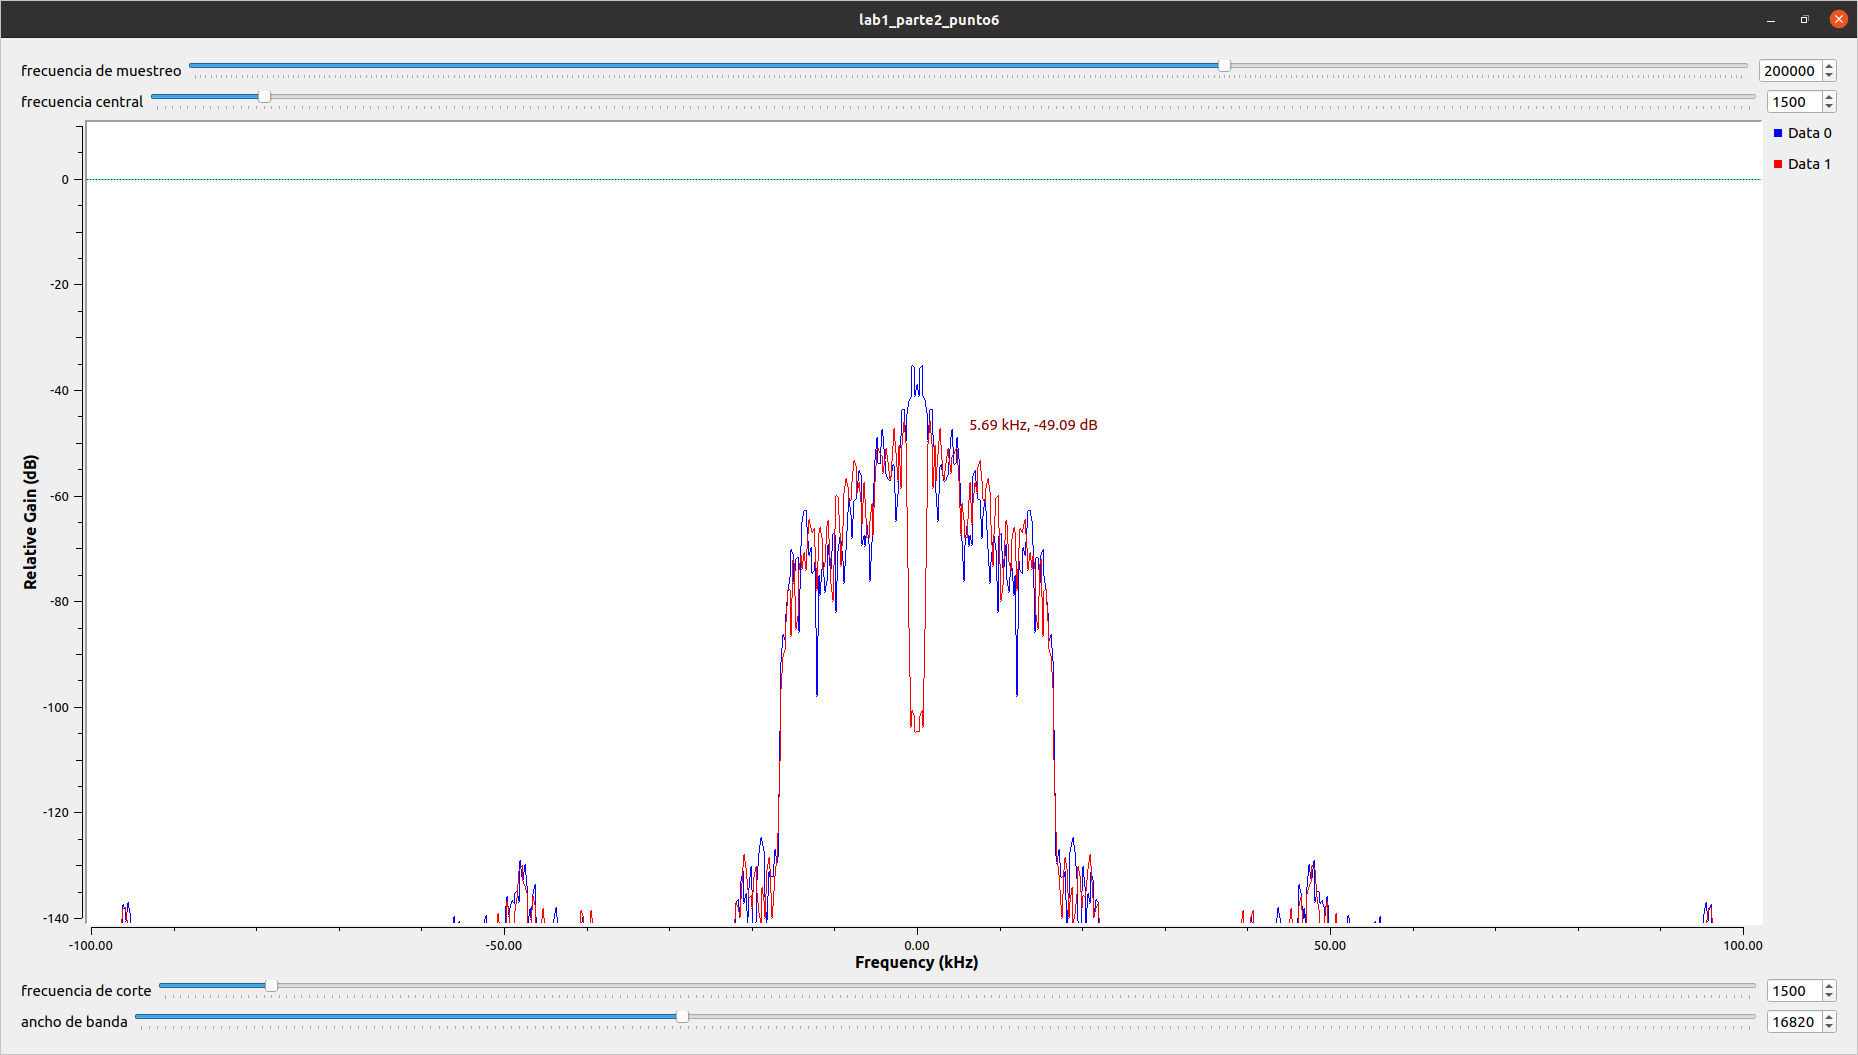 lab1_parte2_punto6
frecuencia de muestreo 200000
frecuencia central 1500
Data 0
Data 1
0
-20
-40
5.69 kHz, -49.09 dB
-60
-80
-100
-120
-140
Relative Gain (dB)
-100.00 -50.00 0.00 50.00 100.00
Frequency (kHz)
frecuencia de corte 1500
ancho de banda 16820